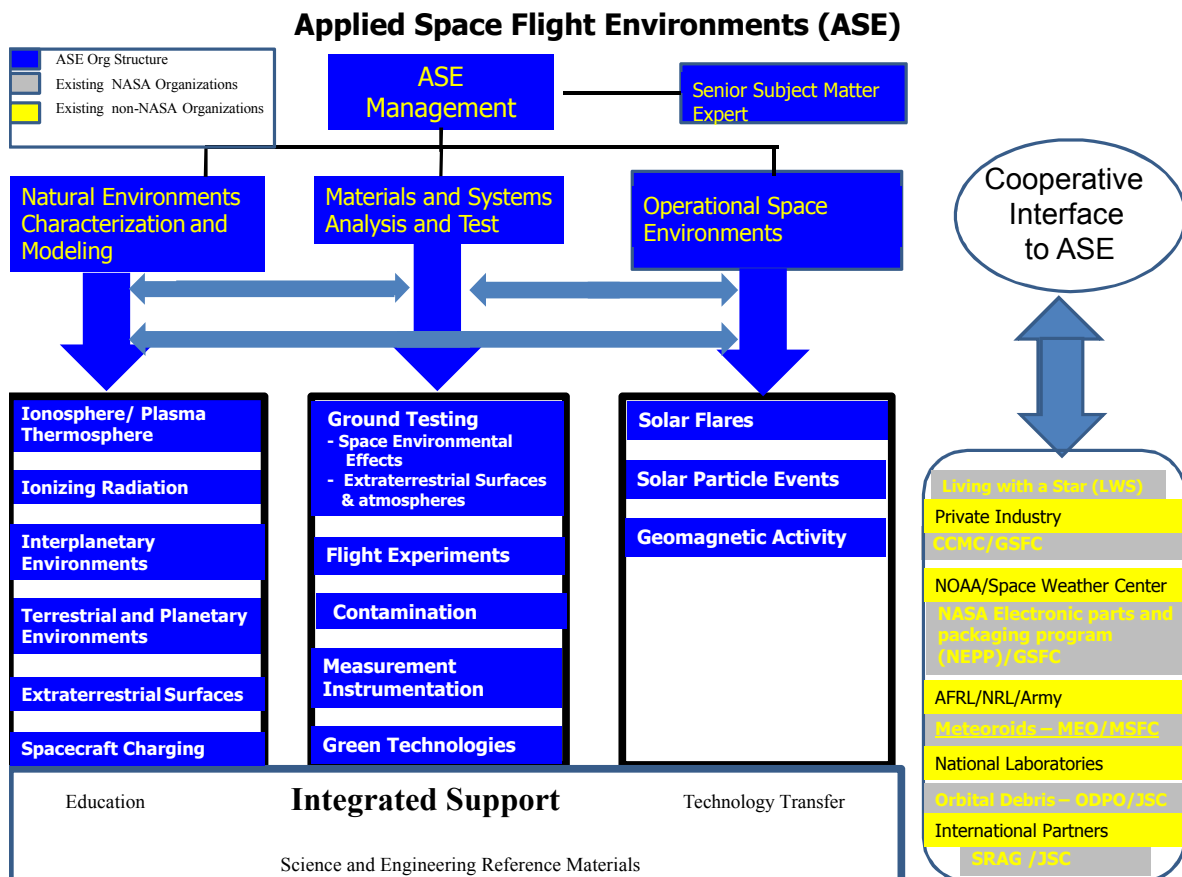 Applied Space Flight Environments (ASE)
ASE Org Structure
Existing NASA Organizations
Existing non-NASA Organizations
ASE
Management
Senior Subject Matter
Expert
Natural Environments
Characterization and
Modeling
Materials and Systems
Analysis and Test
Operational Space
Environments
Cooperative
Interface
to ASE
Ionosphere/ Plasma
Thermosphere
Ionizing Radiation
Interplanetary
Environments
Terrestrial and Planetary
Environments
Extraterrestrial Surfaces
Spacecraft Charging
Ground Testing
- Space Environmental
Effects
- Extraterrestrial Surfaces
& atmospheres
Flight Experiments
Contamination
Measurement
Instrumentation
Green Technologies
Solar Flares
Solar Particle Events
Geomagnetic Activity
Living with a Star (LWS)
Private Industry
CCMC/GSFC
NOAA/Space Weather Center
NASA Electronic parts and
packaging program
(NEPP)/GSFC
AFRL/NRL/Army
Meteoroids – MEO/MSFC
National Laboratories
Orbital Debris – ODPO/JSC
International Partners
SRAG /JSC
Education
Integrated Support
Technology Transfer
Science and Engineering Reference Materials